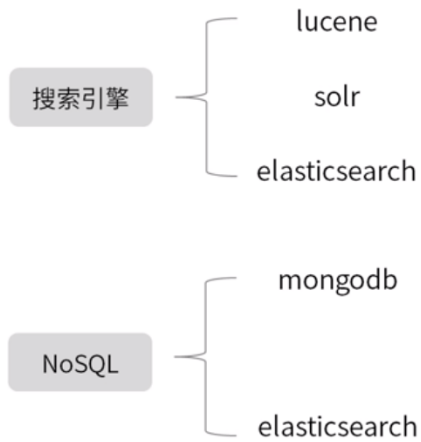 lucene
搜索引擎
solr
elasticsearch
mongodb
NoSQL
elasticsearch